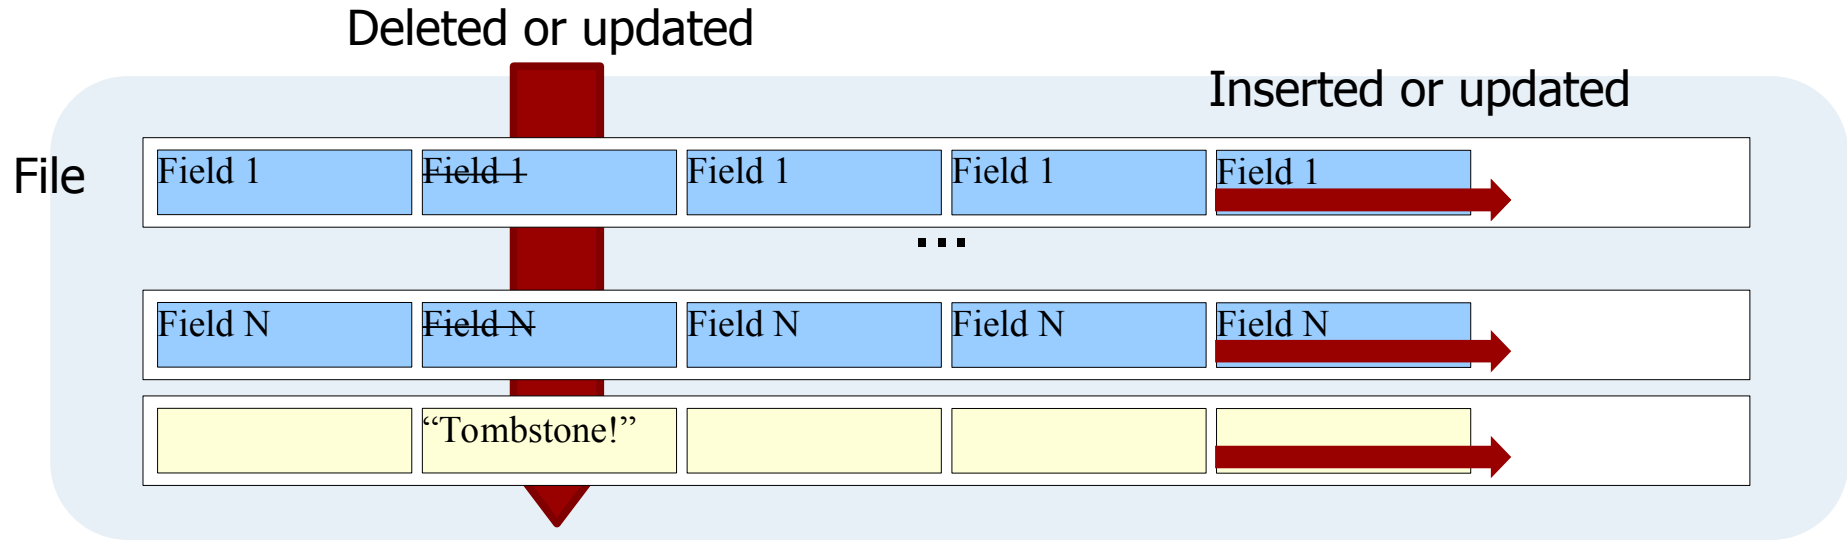 Deleted or updated
Inserted or updated
File
Field 1 Field 1 Field 1 Field 1 Field 1
...
Field N Field N Field N Field N Field N
“Tombstone!”